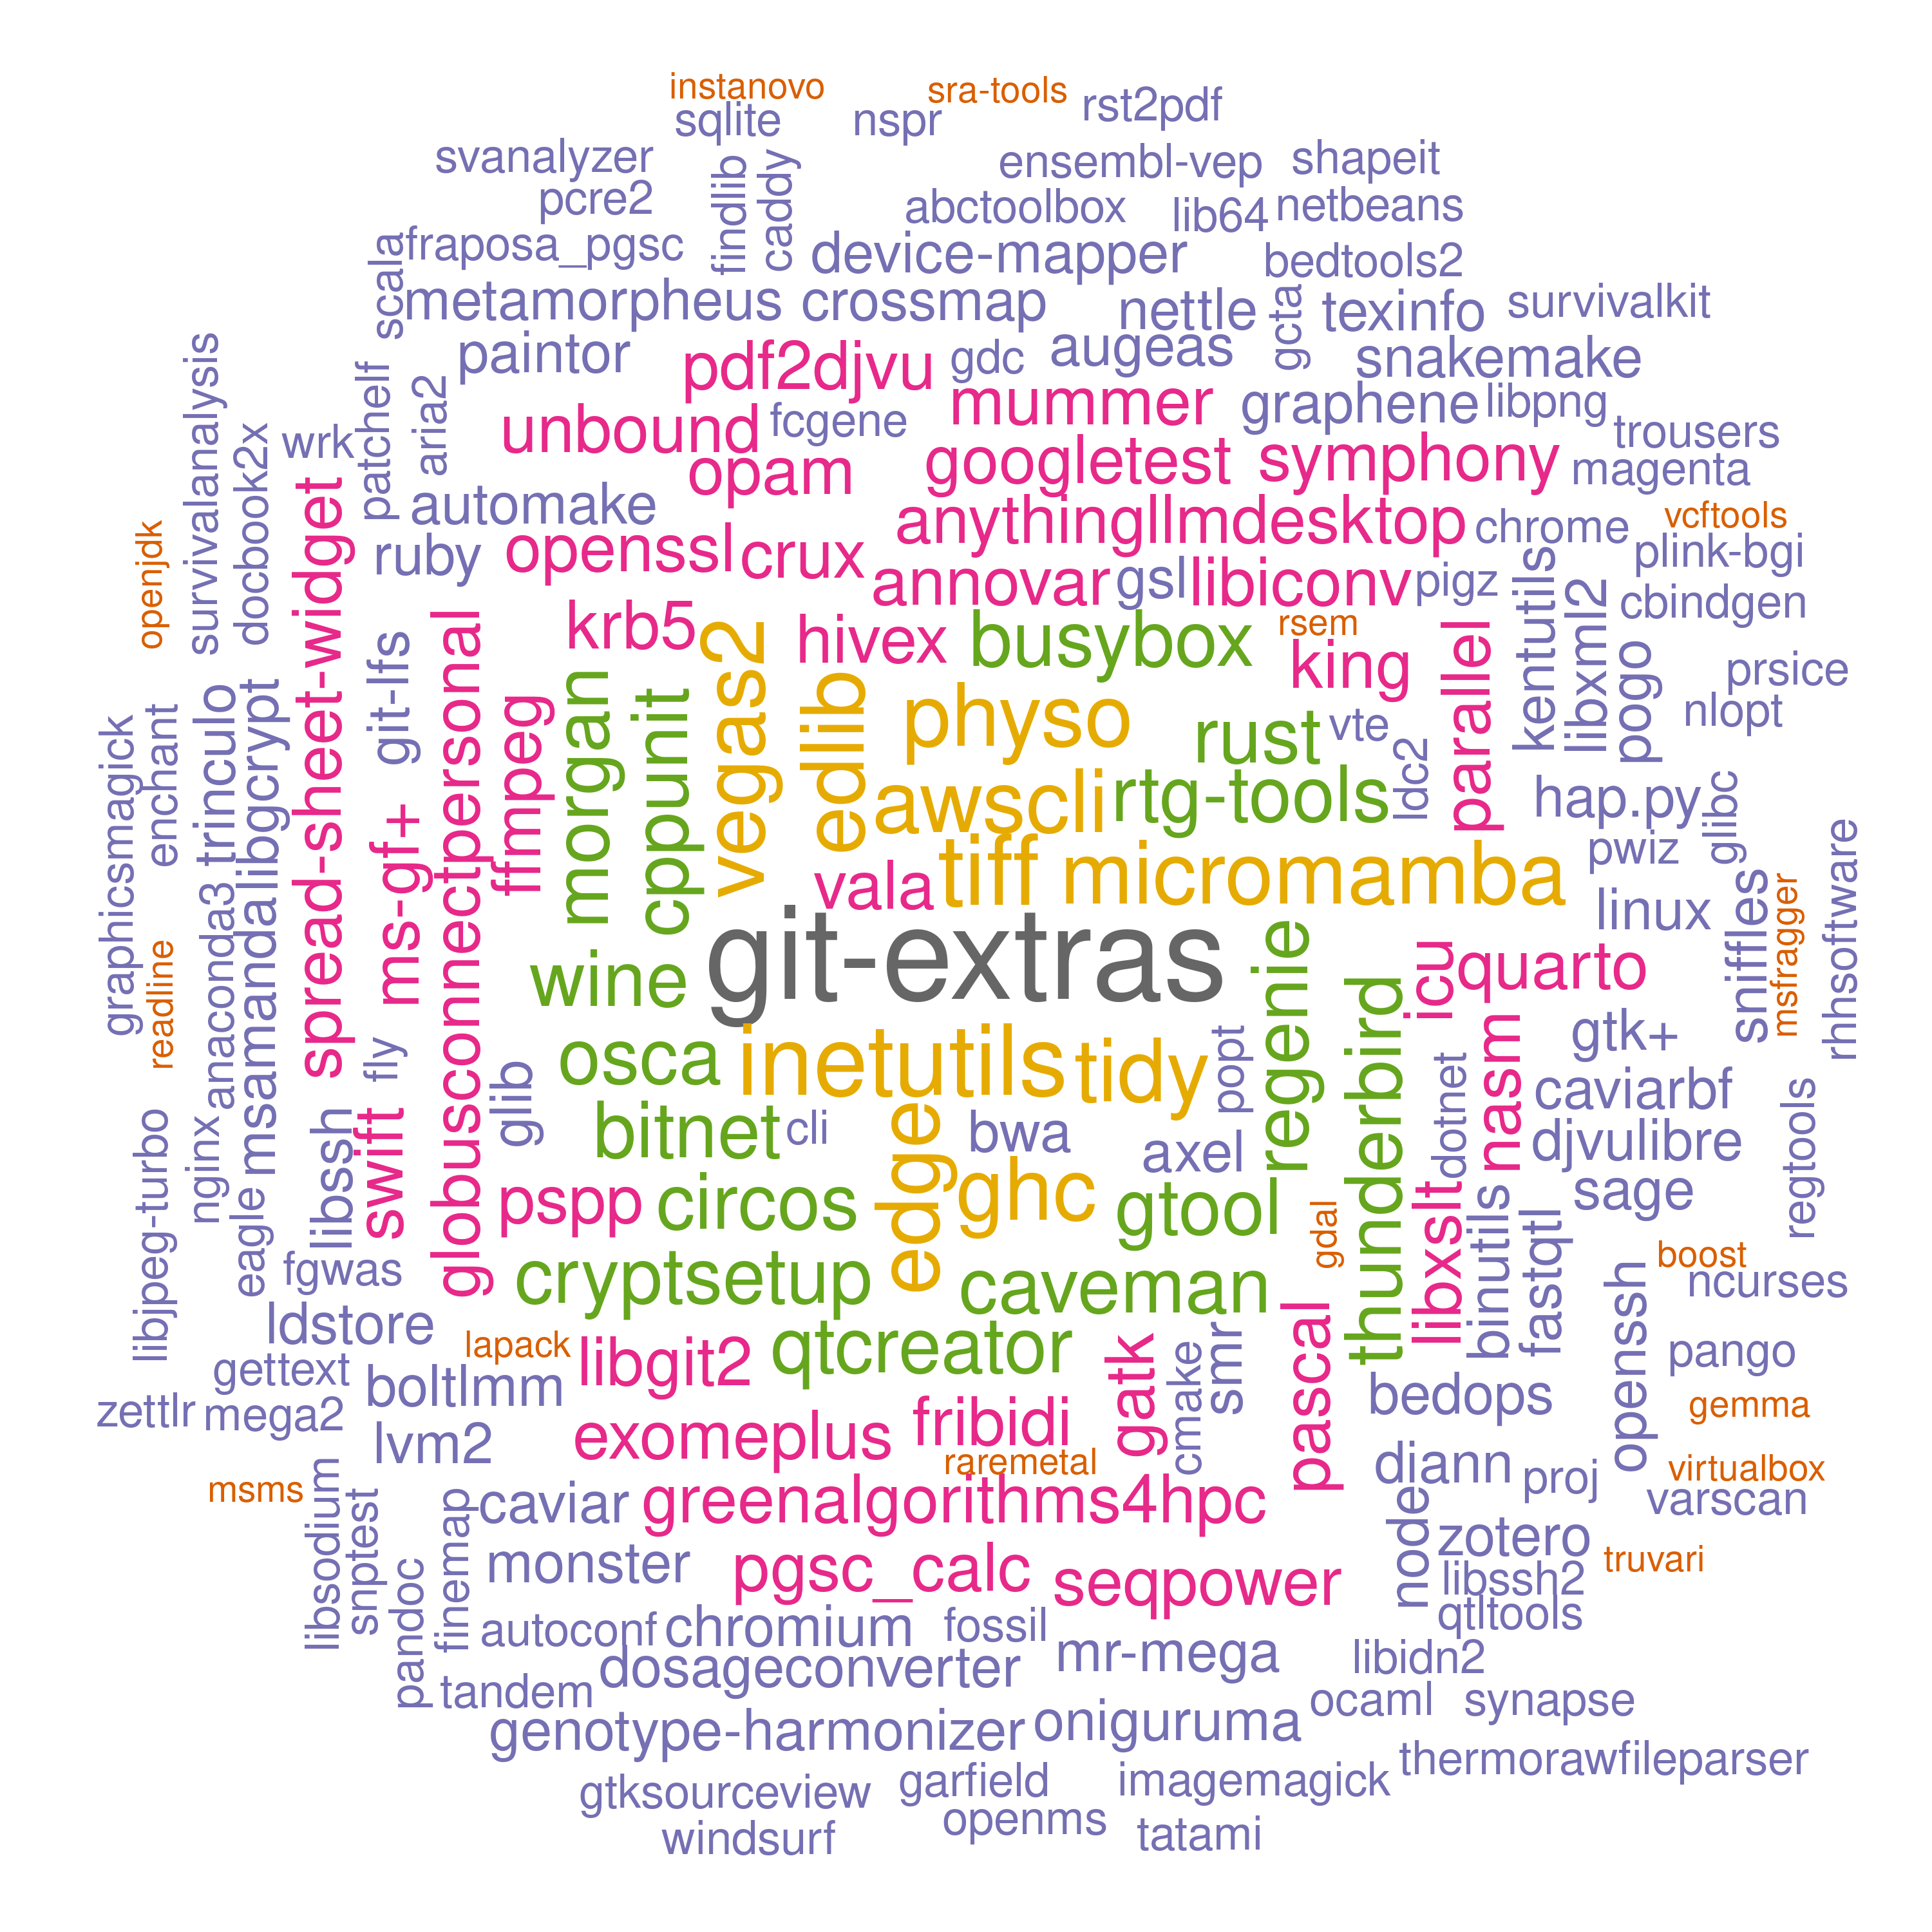 instanovo
sra-tools
rst2pdf
sqlite
nspr
svanalyzer
ensembl-vep
shapeit
findlib
caddy
pcre2
abctoolbox
lib64
netbeans
scala
fraposa_pgsc
device-mapper
bedtools2
metamorpheus
crossmap
nettle
gcta
texinfo
survivalkit
survivalanalysis
paintor
pdf2djvu
gdc
augeas
snakemake
patchelf
aria2
unbound
fcgene
mummer
graphene
libpng
docbook2x
wrk
opam
googletest
symphony
trousers
magenta
spread-sheet-widget
automake
anythingllmdesktop
chrome
vcftools
openjdk
ruby
openssl
crux
annovar
gsl
libiconv
pigz
kentutils
plink-bgi
libxml2
cbindgen
git-lfs
globusconnectpersonal
krb5
vegas2
hivex
busybox
rsem
king
parallel
pogo
prsice
trinculo
libgcrypt
ffmpeg
morgan
cppunit
edlib
physo
rust
vte
nlopt
graphicsmagick
enchant
ms-gf+
awscli
rtg-tools
ldc2
hap.py
glibc
vala
tiff
micromamba
pwiz
rhhsoftware
anaconda3
msamanda
git-extras
linux
sniffles
msfragger
readline
wine
regenie
thunderbird
icu
quarto
fly
glib
osca
inetutils
tidy
popt
dotnet
nasm
gtk+
libjpeg-turbo
nginx
libssh
swift
bitnet
cli
edge
bwa
axel
caviarbf
djvulibre
regtools
eagle
pspp
circos
ghc
gtool
gdal
libxslt
binutils
fastqtl
sage
fgwas
cryptsetup
caveman
boost
openssh
ncurses
ldstore
lapack
libgit2
qtcreator
gatk
cmake
smr
pascal
pango
gettext
boltlmm
bedops
gemma
zettlr
mega2
lvm2
exomeplus
fribidi
raremetal
diann
proj
virtualbox
msms
libsodium
snptest
finemap
caviar
greenalgorithms4hpc
node
varscan
pandoc
monster
pgsc_calc
seqpower
zotero
truvari
libssh2
autoconf
chromium
fossil
qtltools
mr-mega
libidn2
tandem
dosageconverter
ocaml
synapse
genotype-harmonizer
oniguruma
thermorawfileparser
gtksourceview
garfield
imagemagick
openms
windsurf
tatami